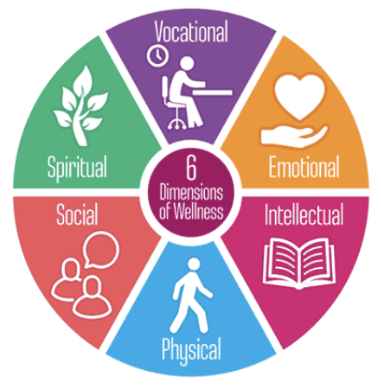 Vocational
Spiritual
Emotional
6
Dimensions
of Wellness
Social
Intellectual
Physical